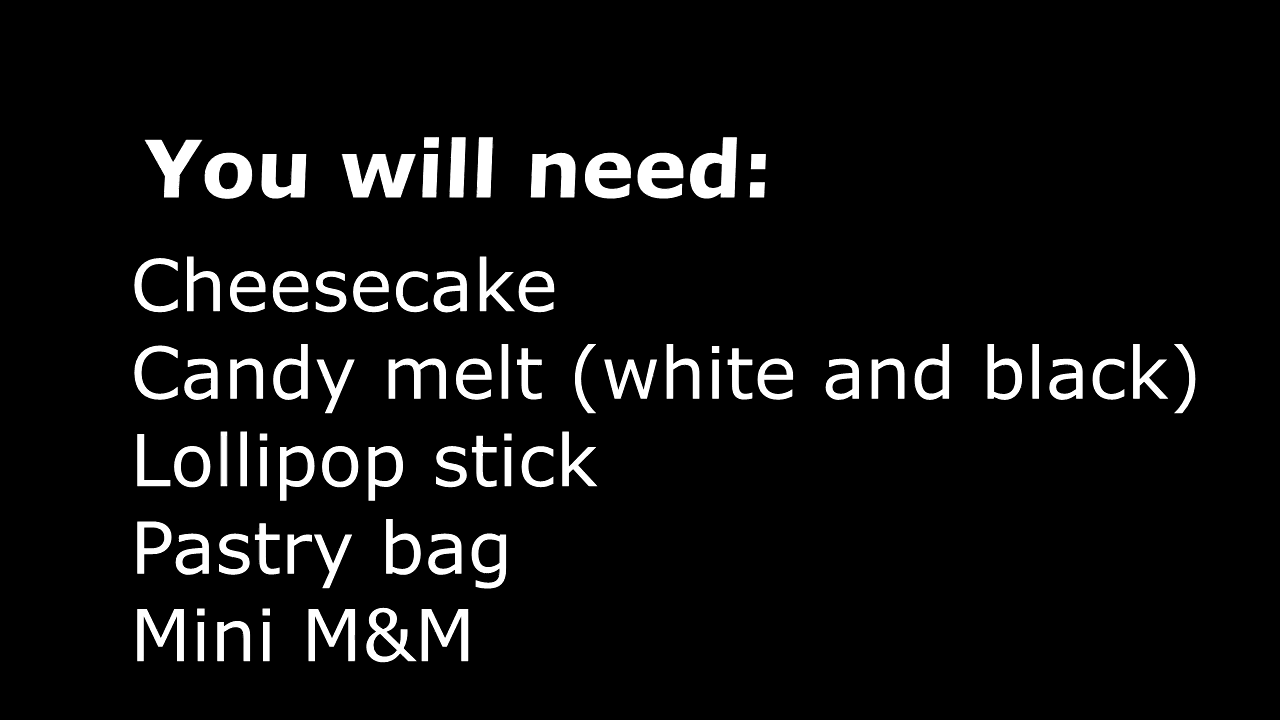 You will need:
Cheesecake
Candy melt (white and black)
Lollipop stick
Pastry bag
Mini M&M